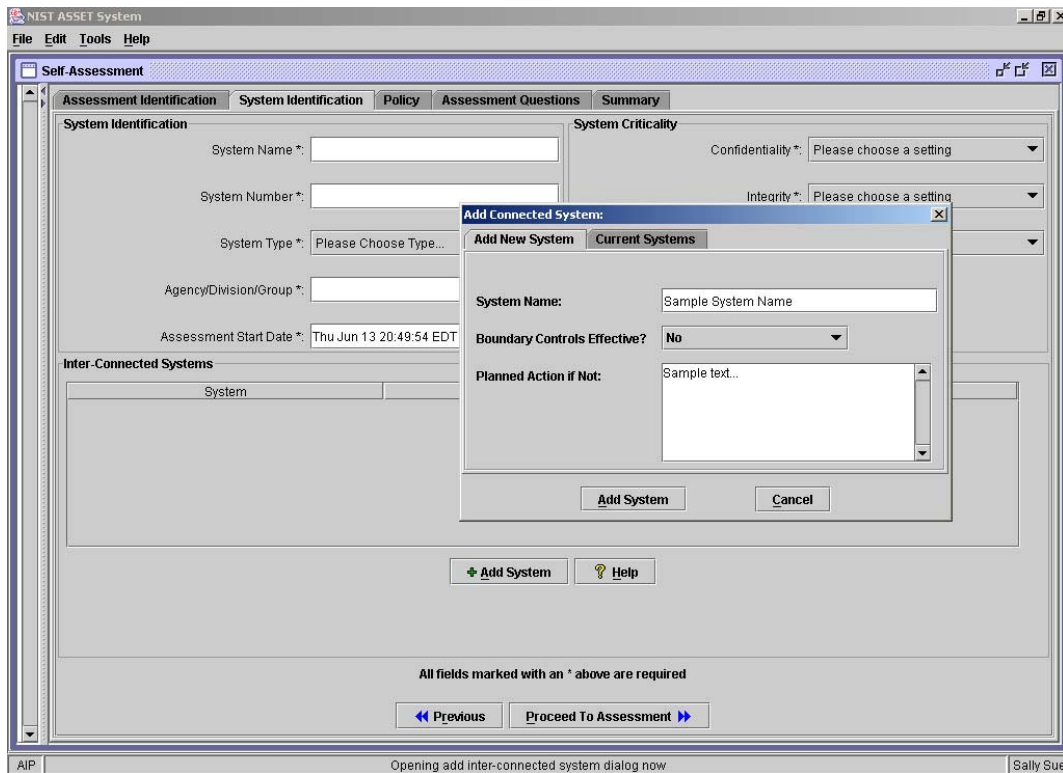 NIST ASSET System
File Edit Tools Help
Self-Assessment
Assessment Identification System Identification Policy Assessment Questions Summary
System Identification
System Criticality
System Name *:
Confidentiality *: Please choose a setting
System Number *:
Integrity *: Please choose a setting
Add Connected System:
Add New System Current Systems
System Type *: Please Choose Type...
Agency/Division/Group *:
System Name: Sample System Name
Assessment Start Date *: Thu Jun 13 20:49:54 EDT
Boundary Controls Effective? No
Inter-Connected Systems
Planned Action if Not: Sample text...
System
Add System Cancel
Add System Help
All fields marked with an * above are required
Previous Proceed To Assessment
AIP Opening add inter-connected system dialog now Sally Sue